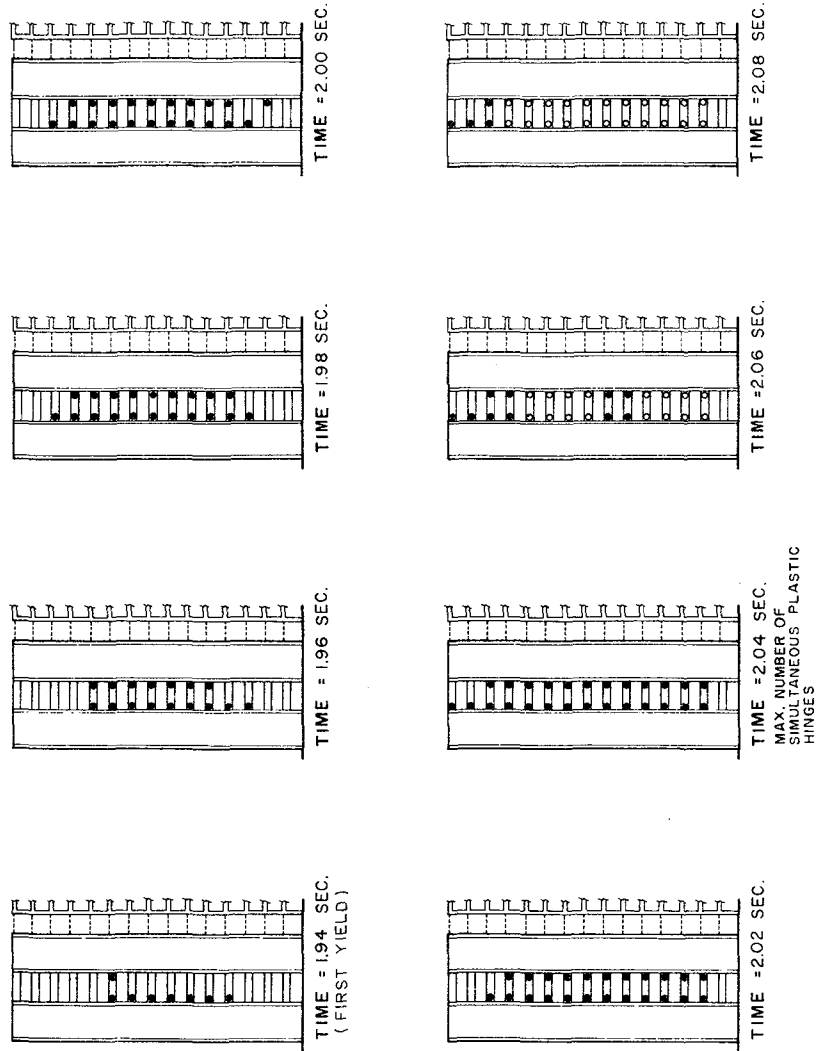 TIME = 1.94 SEC.
(FIRST YIELD)
TIME = 1.96 SEC.
TIME = 1.98 SEC.
TIME = 2.00 SEC.
TIME = 2.02 SEC.
TIME = 2.04 SEC.
MAX. NUMBER OF
SIMULTANEOUS PLASTIC
HINGES
TIME = 2.06 SEC.
TIME = 2.08 SEC.